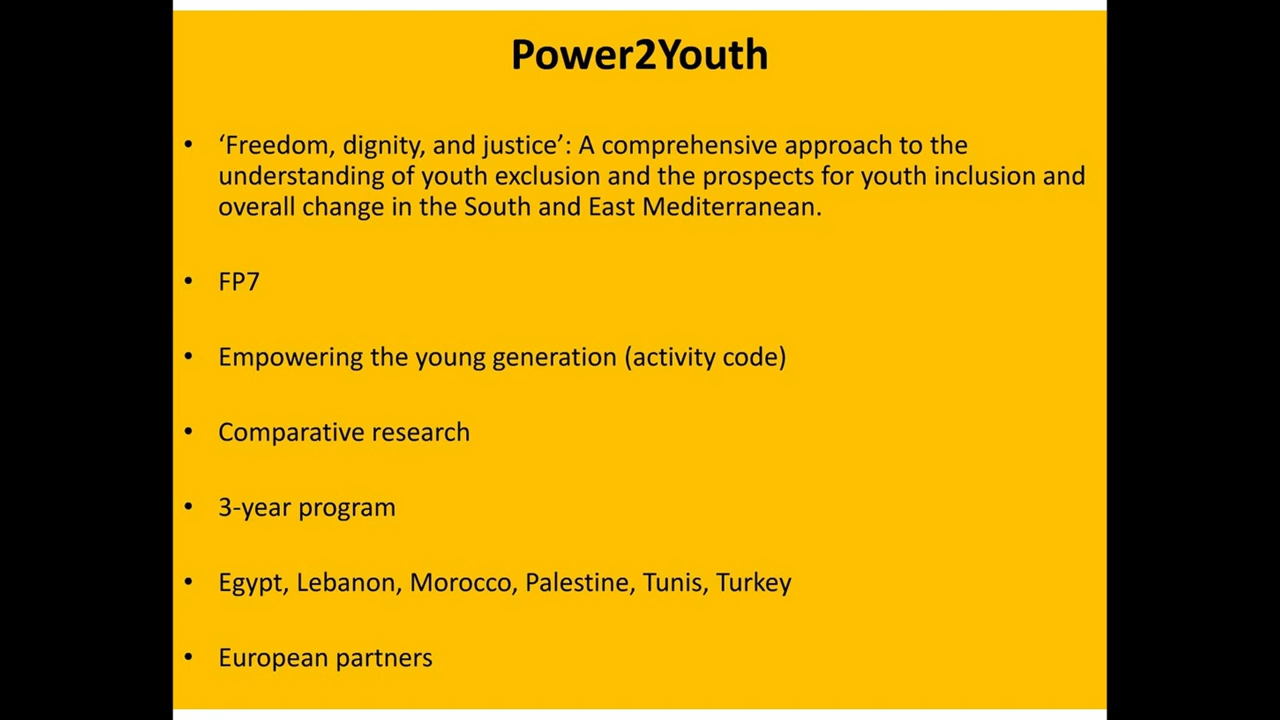 Power2Youth
• ‘Freedom, dignity, and justice’: A comprehensive approach to the
understanding of youth exclusion and the prospects for youth inclusion and
overall change in the South and East Mediterranean.
• FP7
• Empowering the young generation (activity code)
• Comparative research
• 3-year program
• Egypt, Lebanon, Morocco, Palestine, Tunis, Turkey
• European partners